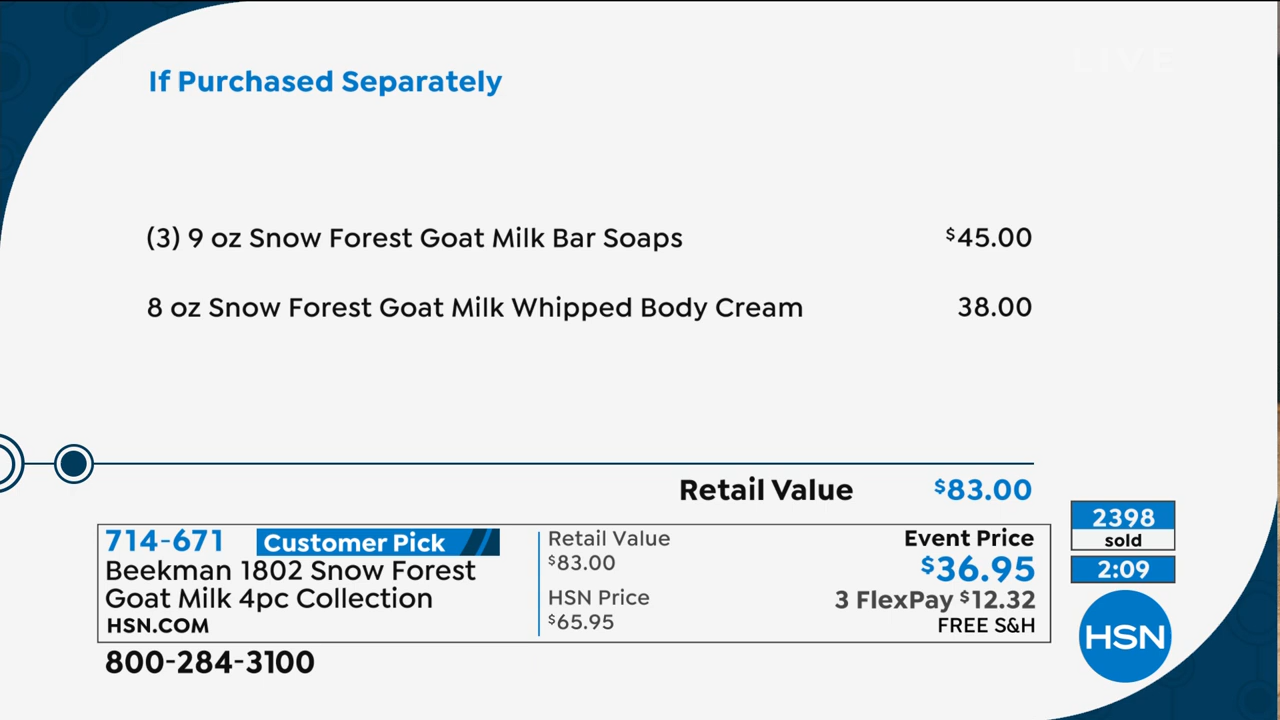 LIVE
If Purchased Separately
(3) 9 oz Snow Forest Goat Milk Bar Soaps $45.00
8 oz Snow Forest Goat Milk Whipped Body Cream 38.00
Retail Value $83.00
714-671 Customer Pick
Beekman 1802 Snow Forest
Goat Milk 4pc Collection
HSN.COM
Retail Value
$83.00
HSN Price
$65.95
Event Price
$36.95
3 FlexPay $12.32
FREE S&H
2398
sold
2:09
HSN
800-284-3100